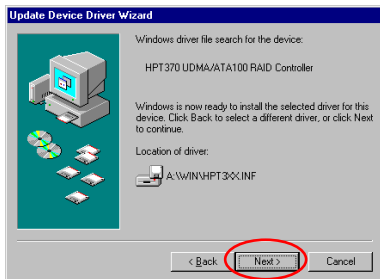 Update Device Driver Wizard
Windows driver file search for the device:
HPT370 UDMA/ATA100 RAID Controller
Windows is now ready to install the selected driver for this
device. Click Back to select a different driver, or click Next
to continue.
Location of driver:
A:\WIN\HPT3XX.INF
< Back
Next >
Cancel